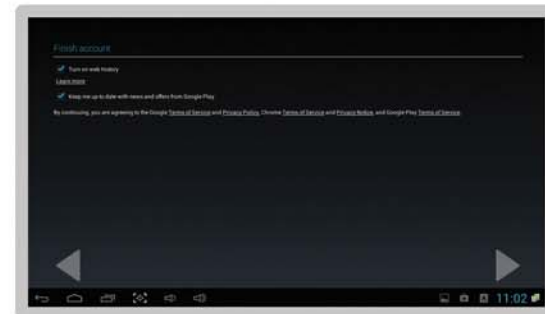 Finish account
Turn on web history
Learn more
Keep me up to date with news and offers from Google Play
By continuing, you are agreeing to the Google Terms of Service and Privacy Policy, Chrome Terms of Service and Privacy Notice, and Google Play Terms of Service.
11:02